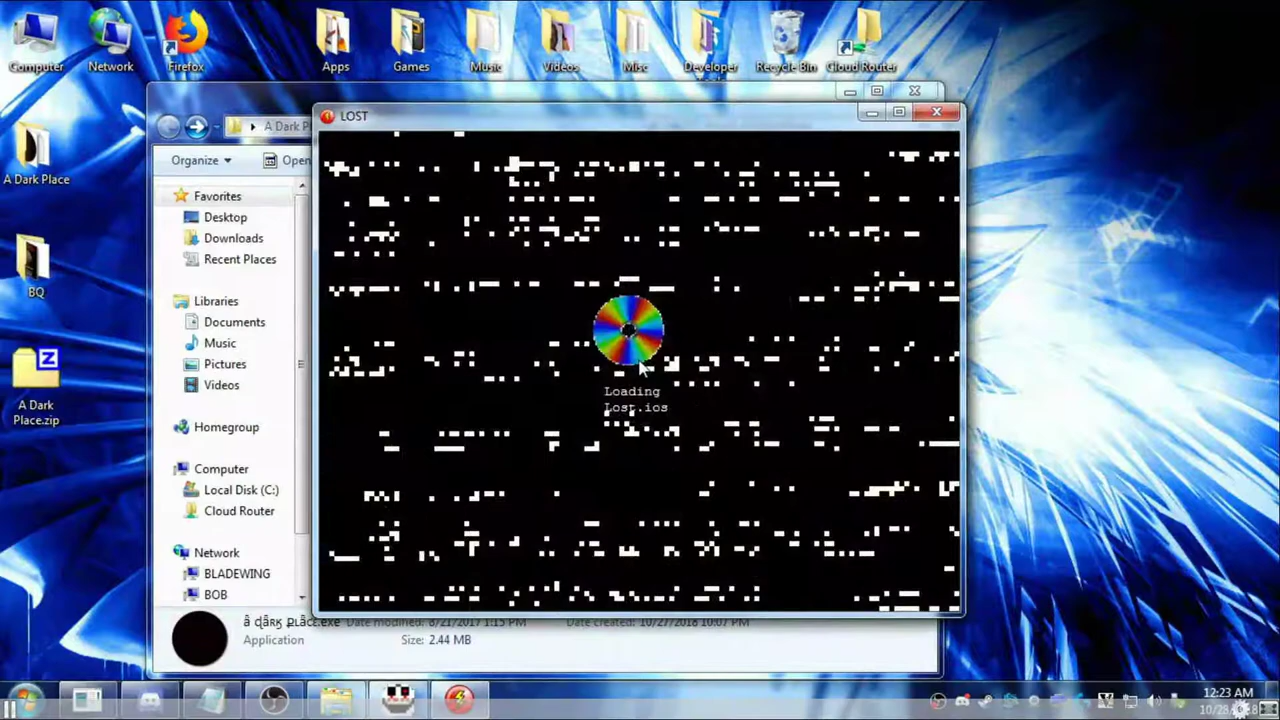 Computer
Network
Firefox
Apps
Games
Music
Videos
Misc
Developer
Recycle Bin
Cloud Router
A Dark Place
BQ
A Dark
Place.zip
A Dark
LOST
Organize
Open
Favorites
Desktop
Downloads
Recent Places
Libraries
Documents
Music
Pictures
Videos
Homegroup
Computer
Local Disk (C:)
Cloud Router
Network
BLADEWING
BOB
Loading
Lost.ios
Date modified: 8/21/2017 1:15 PM
Date created: 10/27/2018 10:07 PM
Application
Size: 2.44 MB
12:23 AM